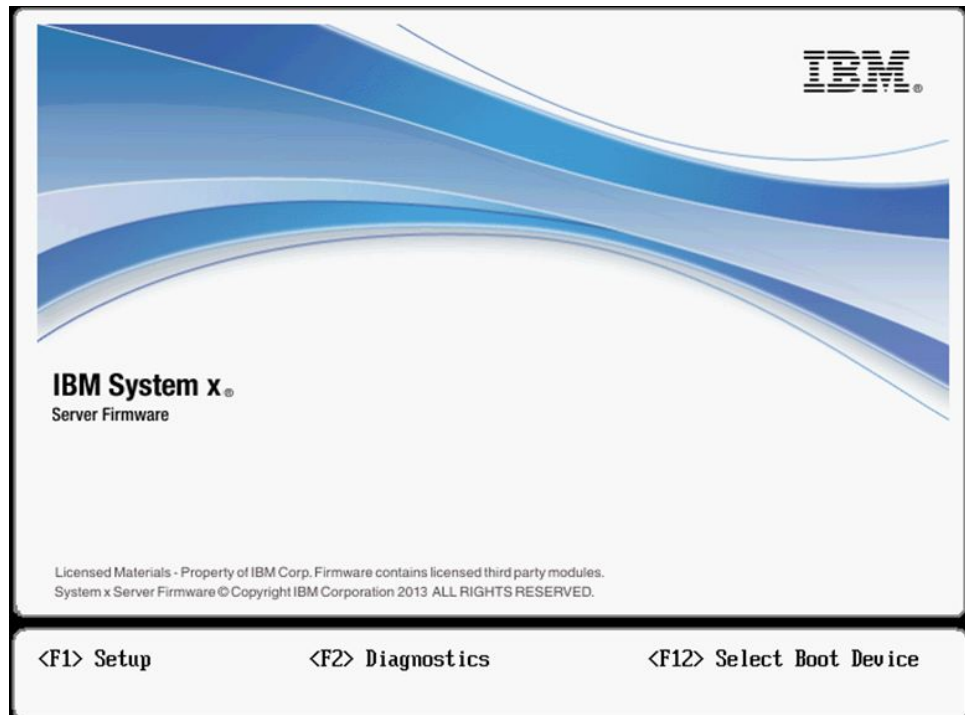 IBM®
IBM System x®
Server Firmware
Licensed Materials - Property of IBM Corp. Firmware contains licensed third party modules.
System x Server Firmware © Copyright IBM Corporation 2013 ALL RIGHTS RESERVED.
<F1> Setup <F2> Diagnostics <F12> Select Boot Device